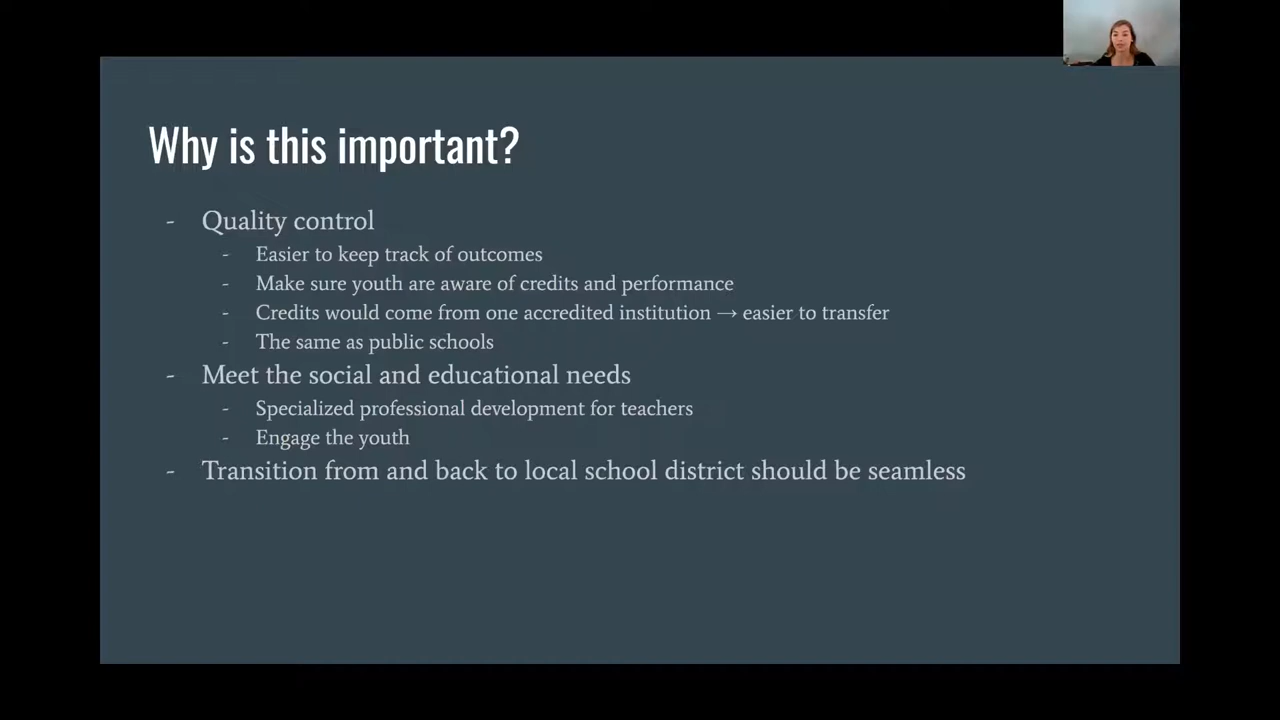 Why is this important?
- Quality control
- Easier to keep track of outcomes
- Make sure youth are aware of credits and performance
- Credits would come from one accredited institution → easier to transfer
- The same as public schools
- Meet the social and educational needs
- Specialized professional development for teachers
- Engage the youth
- Transition from and back to local school district should be seamless